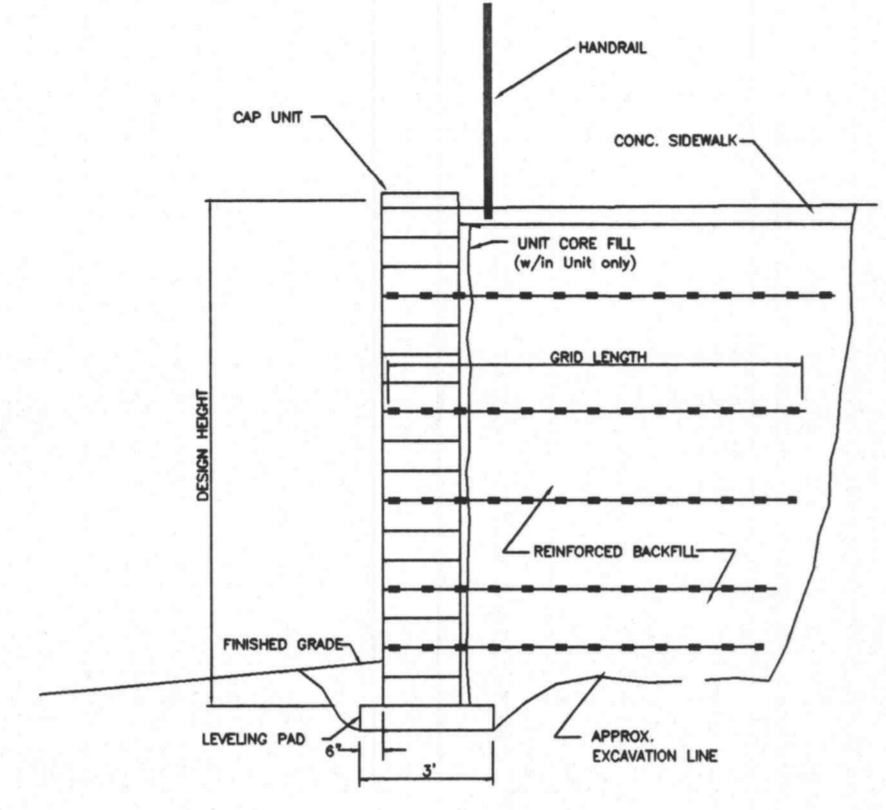 HANDRAIL
CAP UNIT
CONC. SIDEWALK
UNIT CORE FILL
(w/in Unit only)
GRID LENGTH
DESIGN HEIGHT
REINFORCED BACKFILL
FINISHED GRADE
LEVELING PAD
6"
3'
APPROX.
EXCAVATION LINE